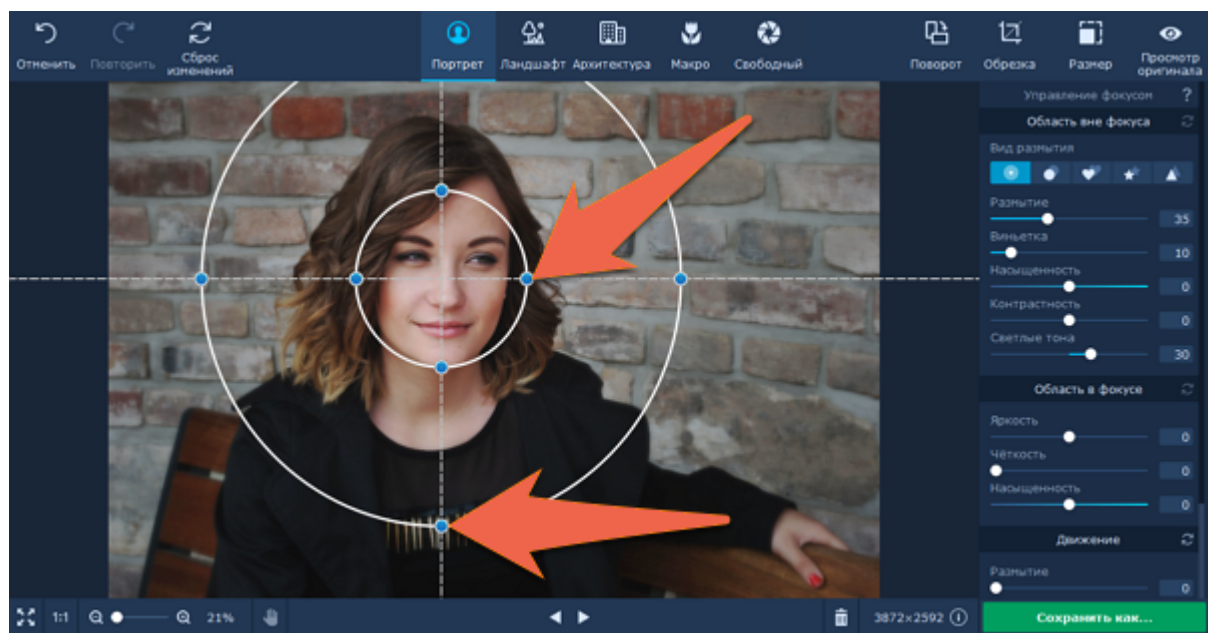 Отменить
Повторить
Сброс
изменений
Портрет
Ландшафт
Архитектура
Макро
Свободный
Поворот
Обрезка
Размер
Просмотр
оригинала
Управление фокусом ?
Область вне фокуса
Вид размытия
Размытие
35
Виньетка
10
Насыщенность
0
Контрастность
0
Светлые тона
30
Область в фокусе
Яркость
0
Чёткость
0
Насыщенность
0
Движение
Размытие
0
1:1
21%
3872×2592
Сохранить как...